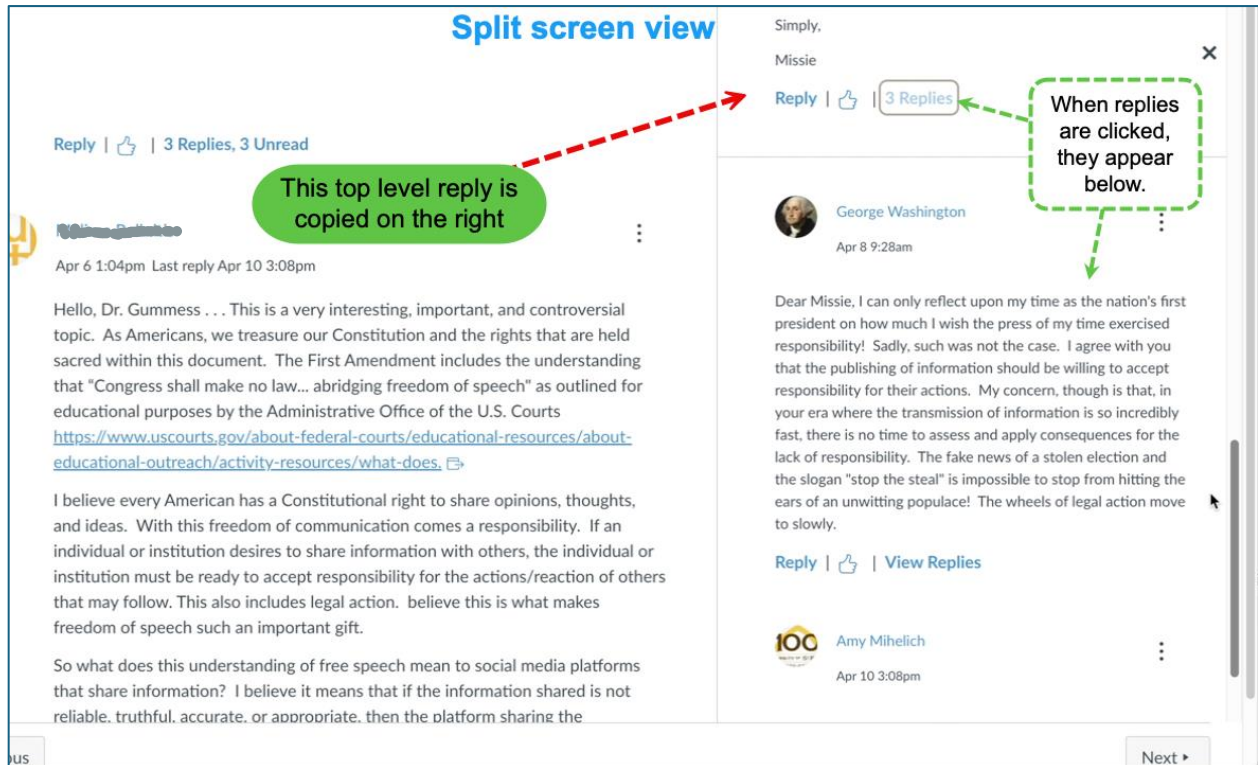 Split screen view
Reply | | 3 Replies, 3 Unread
This top level reply is
copied on the right
Apr 6 1:04pm Last reply Apr 10 3:08pm
Hello, Dr. Gummess . . . This is a very interesting, important, and controversial
topic. As Americans, we treasure our Constitution and the rights that are held
sacred within this document. The First Amendment includes the understanding
that "Congress shall make no law... abridging freedom of speech" as outlined for
educational purposes by the Administrative Office of the U.S. Courts
https://www.uscourts.gov/about-federal-courts/educational-resources/about-
educational-outreach/activity-resources/what-does.
I believe every American has a Constitutional right to share opinions, thoughts,
and ideas. With this freedom of communication comes a responsibility. If an
individual or institution desires to share information with others, the individual or
institution must be ready to accept responsibility for the actions/reaction of others
that may follow. This also includes legal action. believe this is what makes
freedom of speech such an important gift.
So what does this understanding of free speech mean to social media platforms
that share information? I believe it means that if the information shared is not
reliable, truthful, accurate, or appropriate, then the platform sharing the
ous
Simply,
Missie
Reply | | 3 Replies
When replies
are clicked,
they appear
below.
George Washington
Apr 8 9:28am
Dear Missie, I can only reflect upon my time as the nation's first
president on how much I wish the press of my time exercised
responsibility! Sadly, such was not the case. I agree with you
that the publishing of information should be willing to accept
responsibility for their actions. My concern, though is that, in
your era where the transmission of information is so incredibly
fast, there is no time to assess and apply consequences for the
lack of responsibility. The fake news of a stolen election and
the slogan "stop the steal" is impossible to stop from hitting the
ears of an unwitting populace! The wheels of legal action move
to slowly.
Reply | | View Replies
100
Amy Mihelich
Apr 10 3:08pm
Next